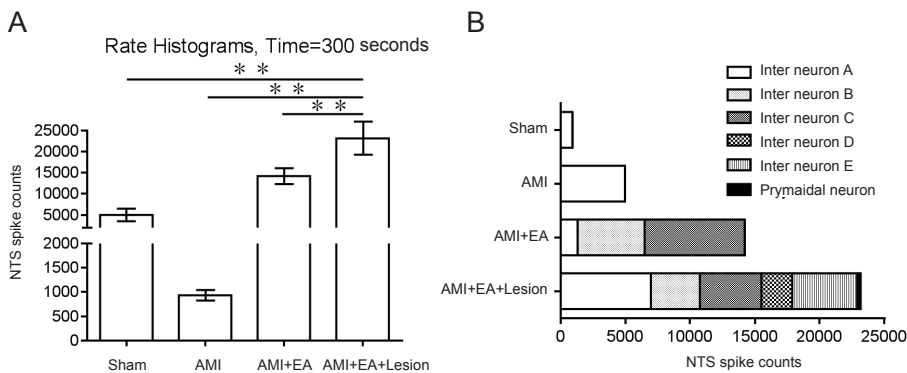 A
Rate Histograms, Time=300 seconds
* *
* *
* *
NTS spike counts
25000
20000
15000
10000
5000
2000
1500
1000
500
0
Sham AMI AMI+EA AMI+EA+Lesion
B
Inter neuron A
Inter neuron B
Inter neuron C
Inter neuron D
Inter neuron E
Prymaidal neuron
Sham
AMI
AMI+EA
AMI+EA+Lesion
0 5000 10000 15000 20000 25000
NTS spike counts